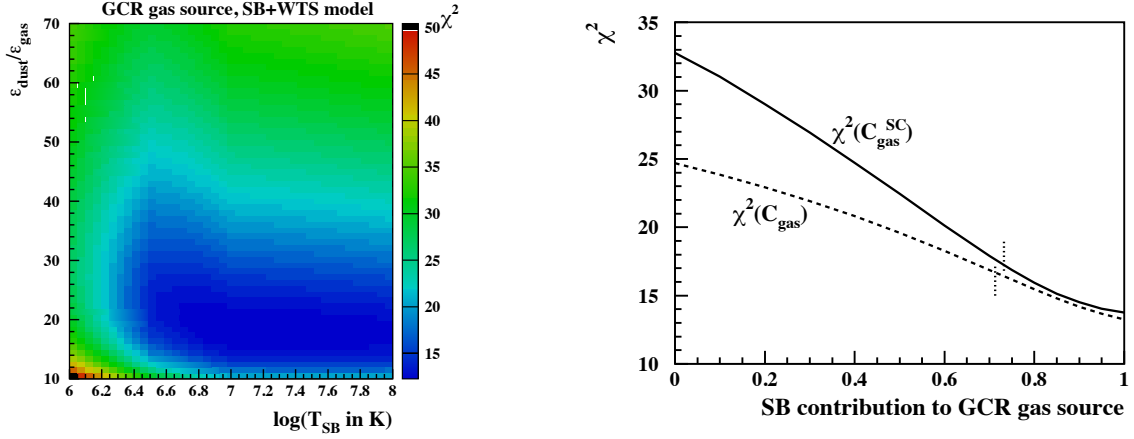 GCR gas source, SB+WTS model
χ²
ε_dust/ε_gas
70
60
50
40
30
20
10
6 6.2 6.4 6.6 6.8 7 7.2 7.4 7.6 7.8 8
log(T_SB in K)
50
45
40
35
30
25
20
15
χ²
35
30
25
20
15
10
χ²(C_gas^SC)
χ²(C_gas)
0 0.2 0.4 0.6 0.8 1
SB contribution to GCR gas source